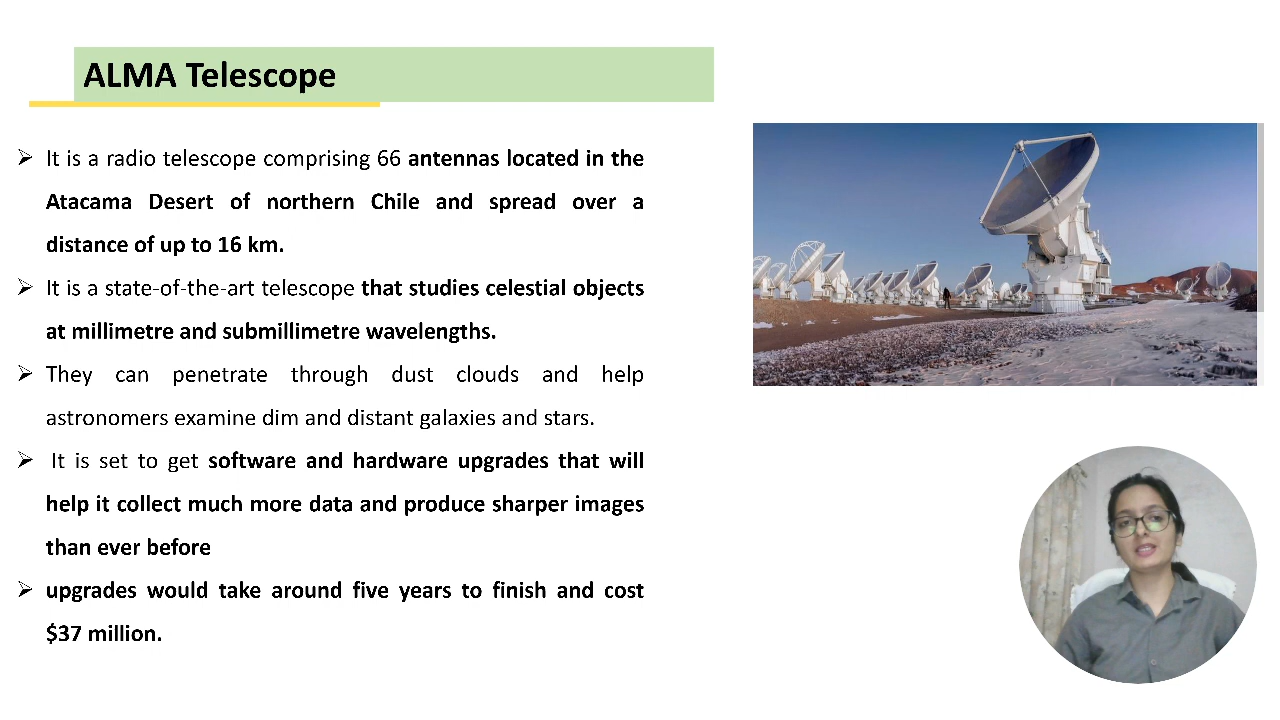 ALMA Telescope
➢ It is a radio telescope comprising 66 antennas located in the
Atacama Desert of northern Chile and spread over a
distance of up to 16 km.
➢ It is a state-of-the-art telescope that studies celestial objects
at millimetre and submillimetre wavelengths.
➢ They can penetrate through dust clouds and help
astronomers examine dim and distant galaxies and stars.
➢ It is set to get software and hardware upgrades that will
help it collect much more data and produce sharper images
than ever before
➢ upgrades would take around five years to finish and cost
$37 million.